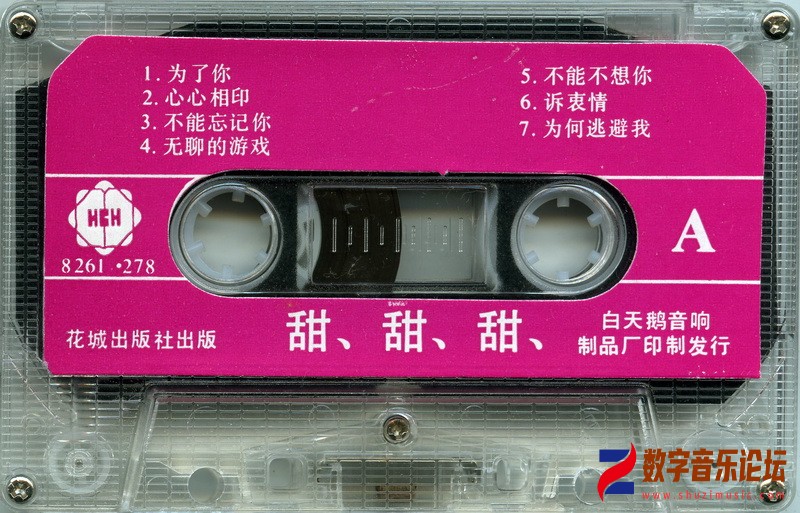 1. 为了你
2. 心心相印
3. 不能忘记你
4. 无聊的游戏
5. 不能不想你
6. 诉衷情
7. 为何逃避我
HCH
8261·278
A
花城出版社出版
甜、甜、甜、
白天鹅音响
制品厂印制发行
数字音乐论坛
www.shuzimusic.com